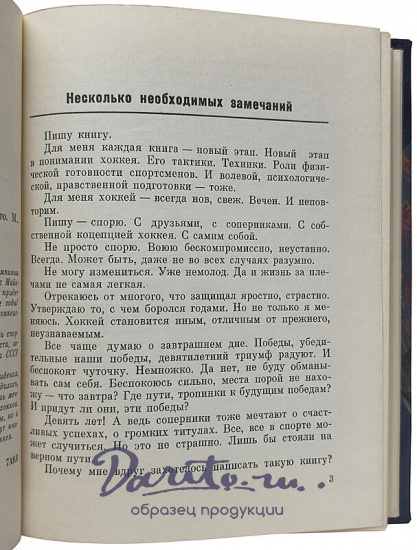 Несколько необходимых замечаний
Пишу книгу.
Для меня каждая книга — новый этап. Новый этап
в понимании хоккея. Его тактики. Техники. Роли физи-
ческой готовности спортсменов. И волевой, психологиче-
ской, нравственной подготовки — тоже.
Для меня хоккей — всегда нов, свеж. Вечен. И непов-
торим.
Пишу — спорю. С друзьями, с соперниками. С соб-
ственной коцепцией хоккея. С самим собой.
Не просто спорю. Воюю бескомпромиссно, неустанно.
Всегда. Может быть, даже не во всех случаях разумно.
Не могу измениться. Уже немолод. Да и жизнь за пле-
чами не самая легкая.
Отрекаюсь от многого, что защищал яростно, страстно.
Утверждаю то, с чем боролся годами. Но не только я ме-
няюсь. Хоккей становится иным, отличным от прежнего,
неузнаваемым.
Все чаще думаю о завтрашнем дне. Победы, убеди-
тельные наши победы, девятилетний триумф радуют. И
беспокоят чуточку. Немножко. Да нет, не буду обманы-
вать сам себя. Беспокоюсь сильно, места порой не нахо-
жу — что завтра? Где пути, тропинки к будущим победам?
И придут ли они, эти победы?
Девять лет! А ведь соперники тоже мечтают о счаст-
ливых успехах, о громких титулах. Все, все в спорте мо-
жет случиться. Но это не страшно. Лишь бы стояли на
верном пути.
Почему мне вдруг захотелось написать такую книгу?
3
Darito.ru
образец продукции
го. М,
СССР
7А8.9